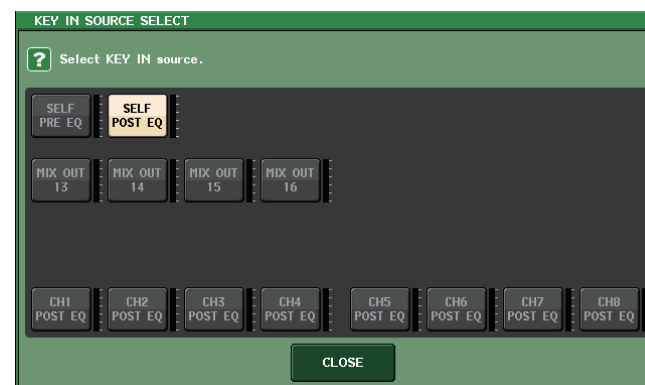 KEY IN SOURCE SELECT
? Select KEY IN source.
SELF
PRE EQ
SELF
POST EQ
MIX OUT
13
MIX OUT
14
MIX OUT
15
MIX OUT
16
CH1
POST EQ
CH2
POST EQ
CH3
POST EQ
CH4
POST EQ
CH5
POST EQ
CH6
POST EQ
CH7
POST EQ
CH8
POST EQ
CLOSE